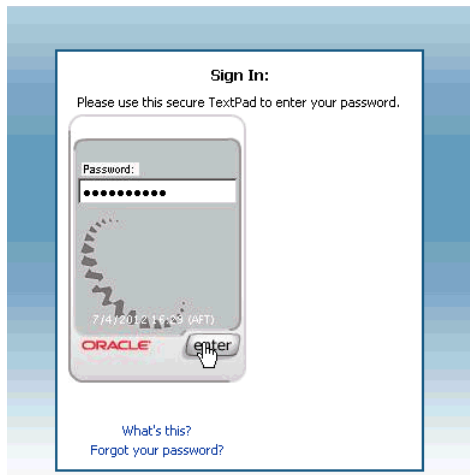 Sign In:
Please use this secure TextPad to enter your password.
Password:
••••••••••
7/4/2012 16:29 (AFT)
ORACLE
enter
What's this?
Forgot your password?